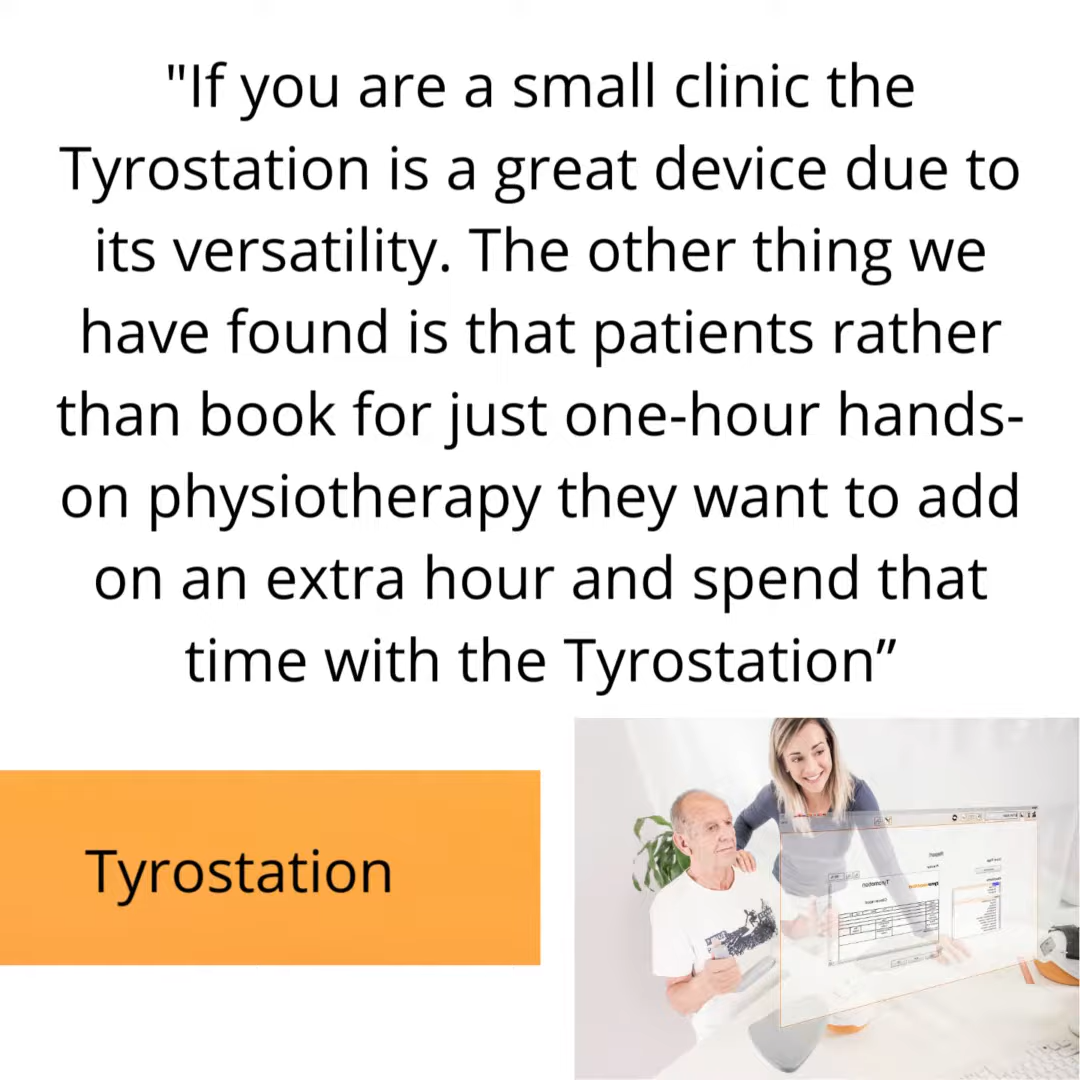 "If you are a small clinic the
Tyrostation is a great device due to
its versatility. The other thing we
have found is that patients rather
than book for just one-hour hands-
on physiotherapy they want to add
on an extra hour and spend that
time with the Tyrostation”
Tyrostation